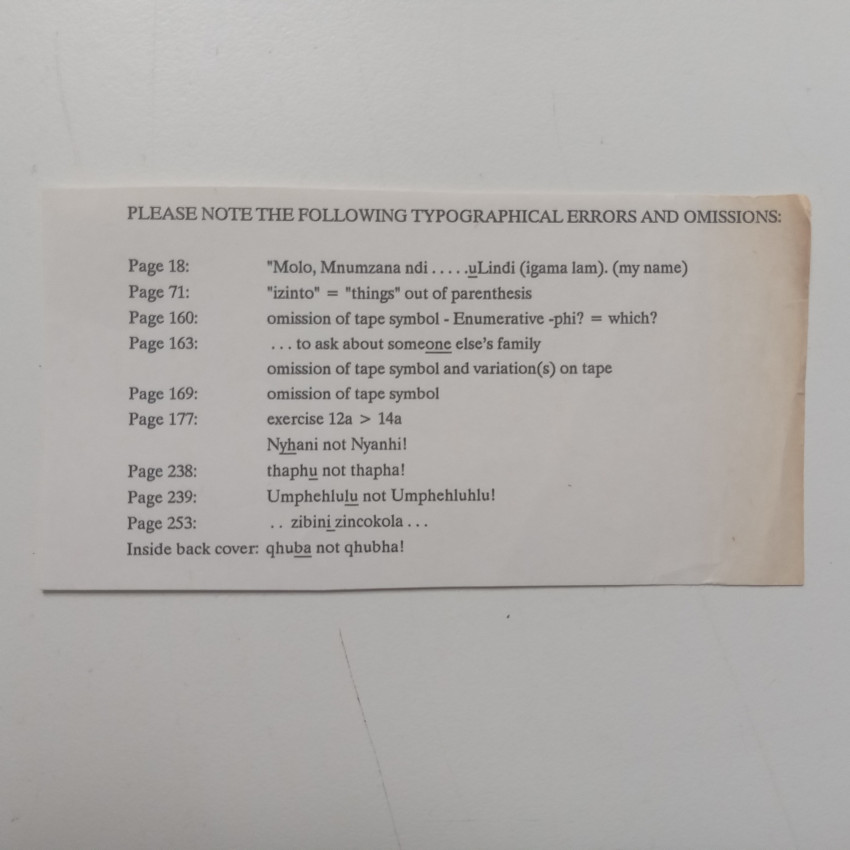 PLEASE NOTE THE FOLLOWING TYPOGRAPHICAL ERRORS AND OMISSIONS:
Page 18: "Molo, Mnumzana ndi . . . . .uLindi (igama lam). (my name)
Page 71: "izinto" = "things" out of parenthesis
Page 160: omission of tape symbol - Enumerative -phi? = which?
Page 163: . . . to ask about someone else's family
omission of tape symbol and variation(s) on tape
Page 169: omission of tape symbol
Page 177: exercise 12a > 14a
Nyhani not Nyanhi!
Page 238: thaphu not thapha!
Page 239: Umphehlulu not Umphehluhlu!
Page 253: . . zibini zincokola . . .
Inside back cover: qhuba not qhubha!